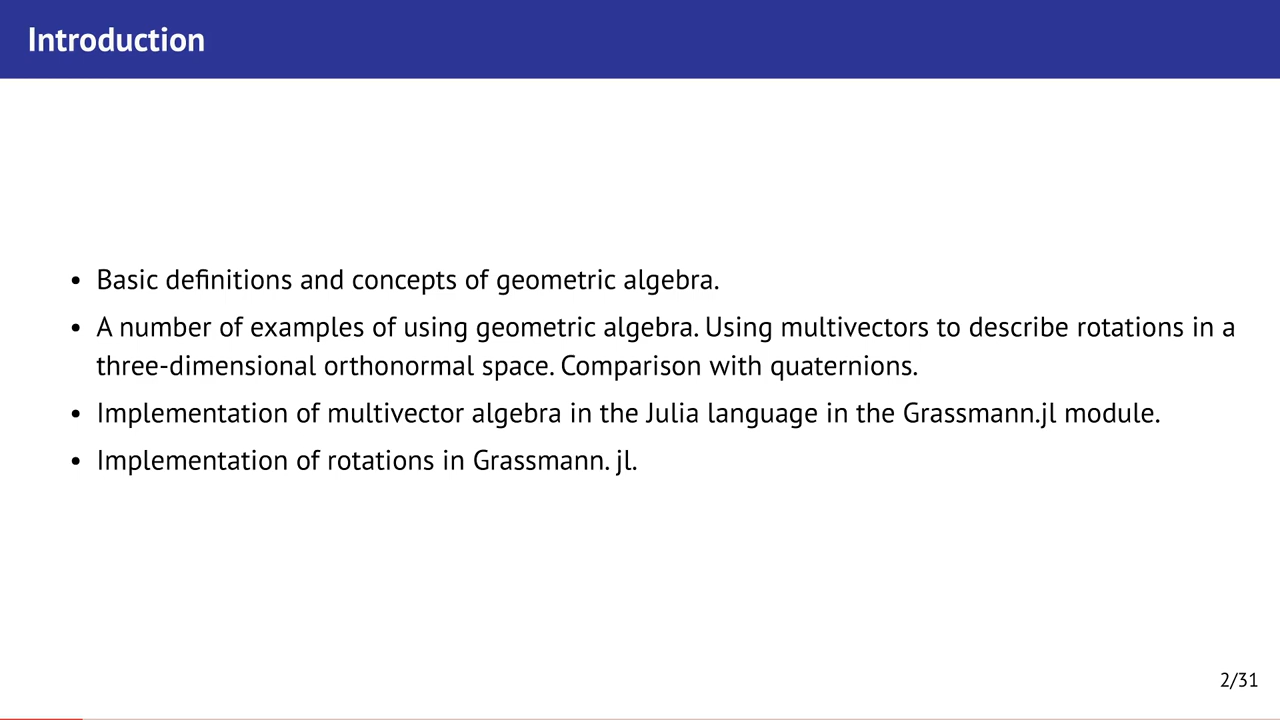 Introduction
• Basic definitions and concepts of geometric algebra.
• A number of examples of using geometric algebra. Using multivectors to describe rotations in a
three-dimensional orthonormal space. Comparison with quaternions.
• Implementation of multivector algebra in the Julia language in the Grassmann.jl module.
• Implementation of rotations in Grassmann. jl.
2/31